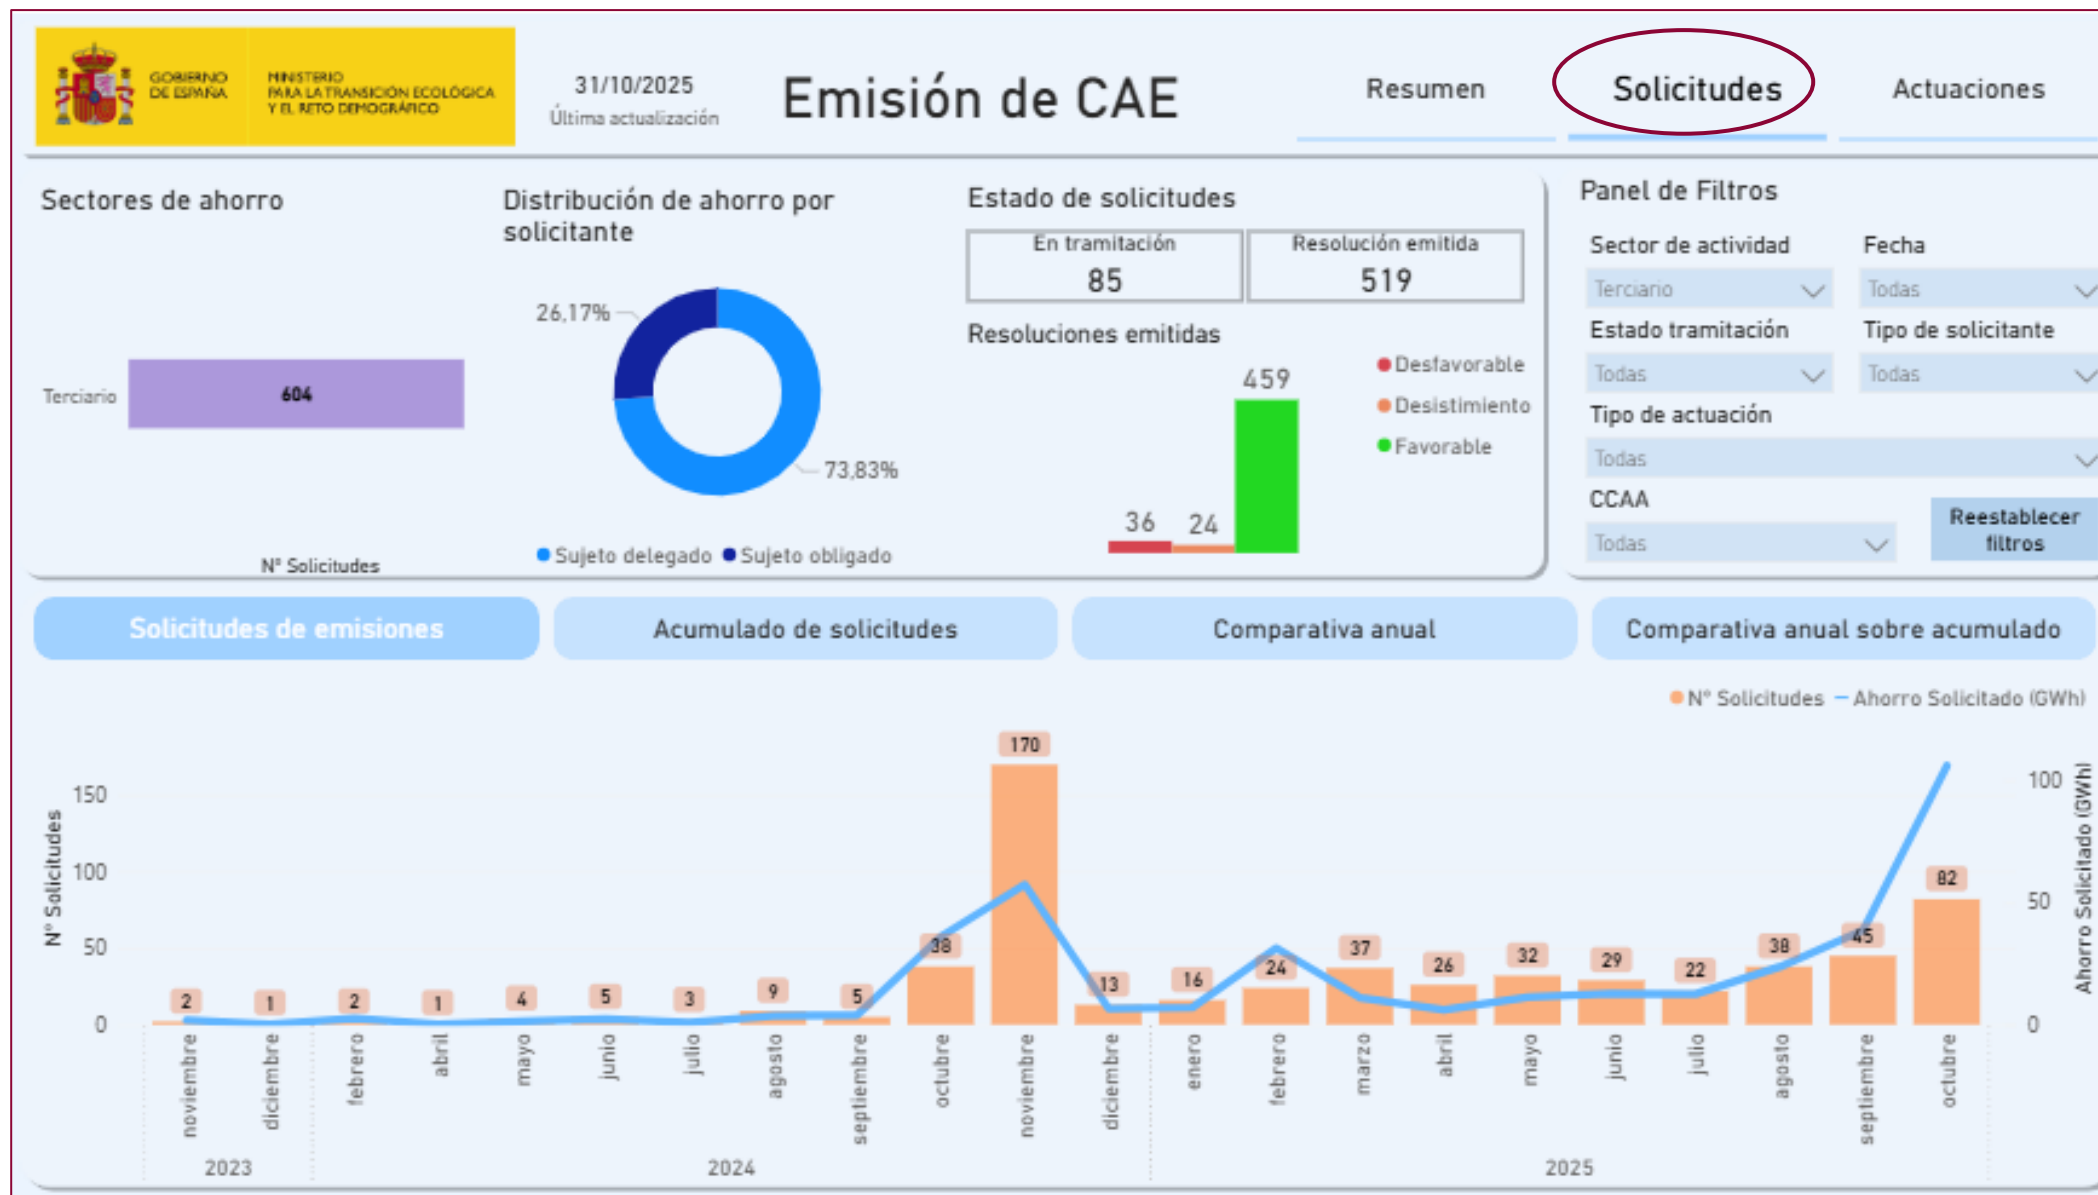 GOBIERNO
DE ESPAÑA
MINISTERIO
PARA LA TRANSICIÓN ECOLÓGICA
Y EL RETO DEMOGRÁFICO
31/10/2025
Última actualización
Emisión de CAE
Resumen
Solicitudes
Actuaciones
Sectores de ahorro
Terciario
604
Nº Solicitudes
Distribución de ahorro por
solicitante
26,17%
73,83%
Sujeto delegado
Sujeto obligado
Estado de solicitudes
En tramitación
85
Resolución emitida
519
Resoluciones emitidas
36
24
459
Desfavorable
Desistimiento
Favorable
Panel de Filtros
Sector de actividad
Terciario
Fecha
Todas
Estado tramitación
Todas
Tipo de solicitante
Todas
Tipo de actuación
Todas
CCAA
Todas
Reestablecer
filtros
Solicitudes de emisiones
Acumulado de solicitudes
Comparativa anual
Comparativa anual sobre acumulado
Nº Solicitudes
Ahorro Solicitado (GWh)
Nº Solicitudes
150
100
50
0
2
1
2
1
4
5
3
9
5
38
170
13
16
24
37
26
32
29
22
38
45
82
100
50
0
Ahorro Solicitado (GWh)
noviembre
diciembre
febrero
abril
mayo
junio
julio
agosto
septiembre
octubre
noviembre
diciembre
enero
febrero
marzo
abril
mayo
junio
julio
agosto
septiembre
octubre
2023
2024
2025